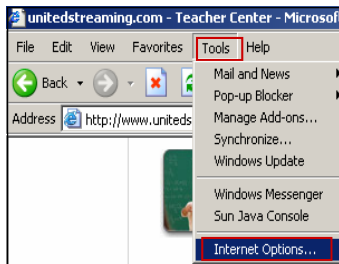 unitedstreaming.com - Teacher Center - Microsof
File Edit View Favorites Tools Help
Back
Address http://www.uniteds
Mail and News
Pop-up Blocker
Manage Add-ons...
Synchronize...
Windows Update
Windows Messenger
Sun Java Console
Internet Options...